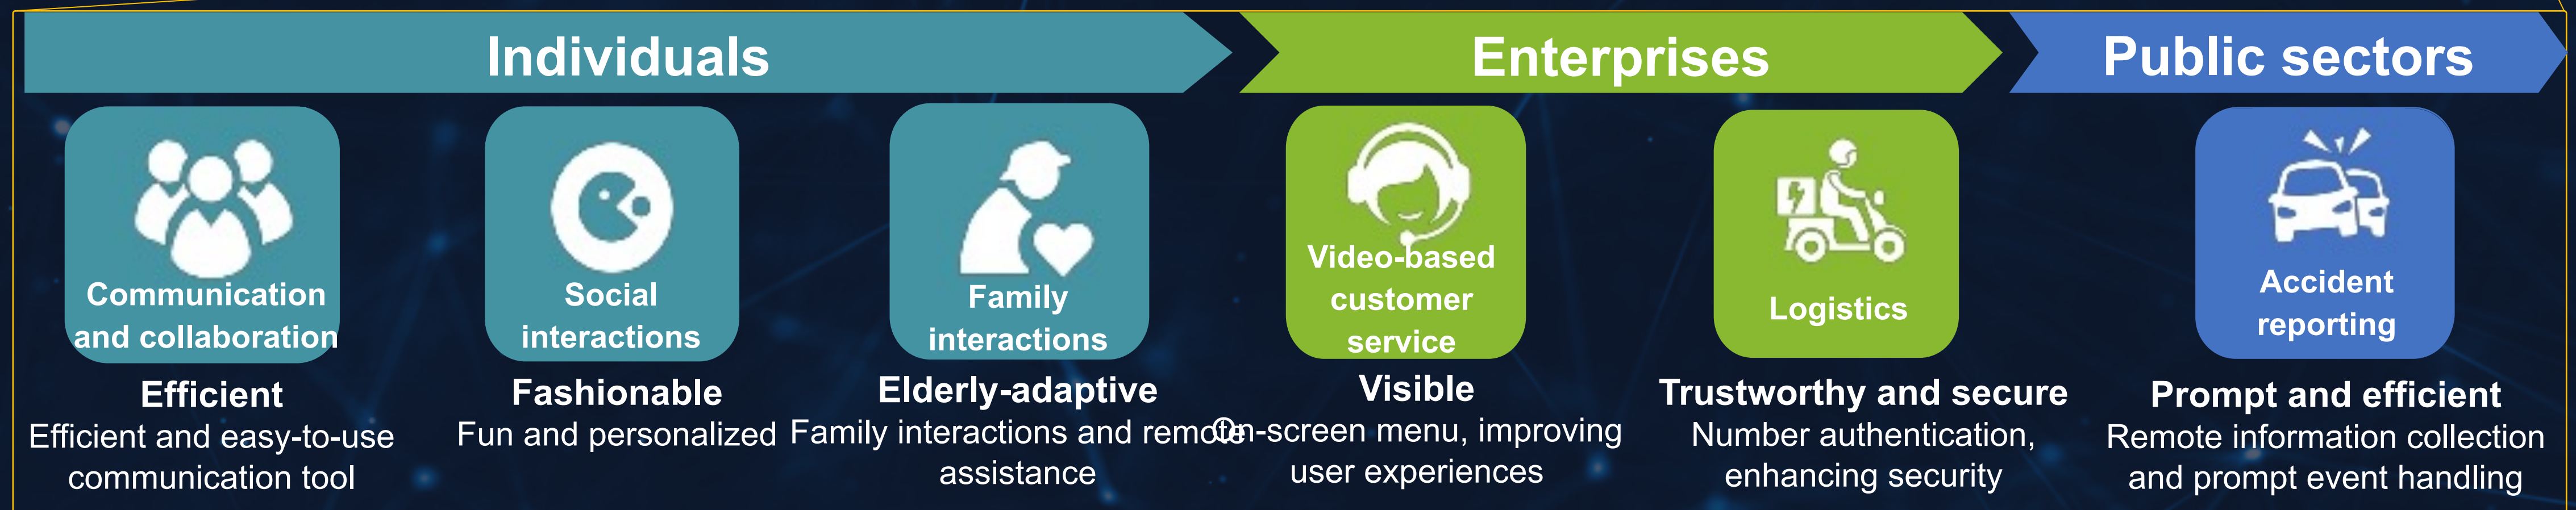 Individuals
Enterprises
Public sectors
Communication
and collaboration
Efficient
Efficient and easy-to-use
communication tool
Social
interactions
Fashionable
Fun and personalized
Family
interactions
Elderly-adaptive
Family interactions and remote
assistance
Video-based
customer
service
Visible
On-screen menu, improving
user experiences
Logistics
Trustworthy and secure
Number authentication,
enhancing security
Accident
reporting
Prompt and efficient
Remote information collection
and prompt event handling